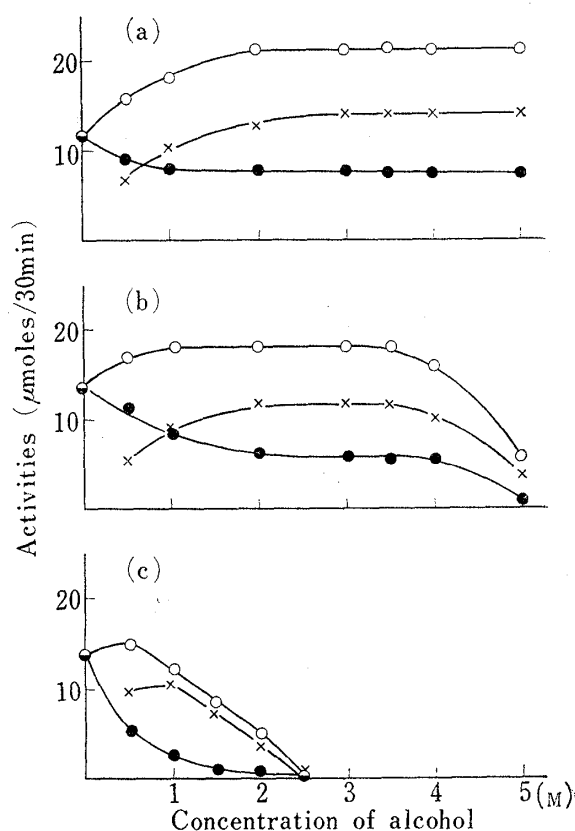 (a)
20
10
(b)
20
10
(c)
20
10
1 2 3 4 5 (M)
Concentration of alcohol
Activities (μmoles/30min)